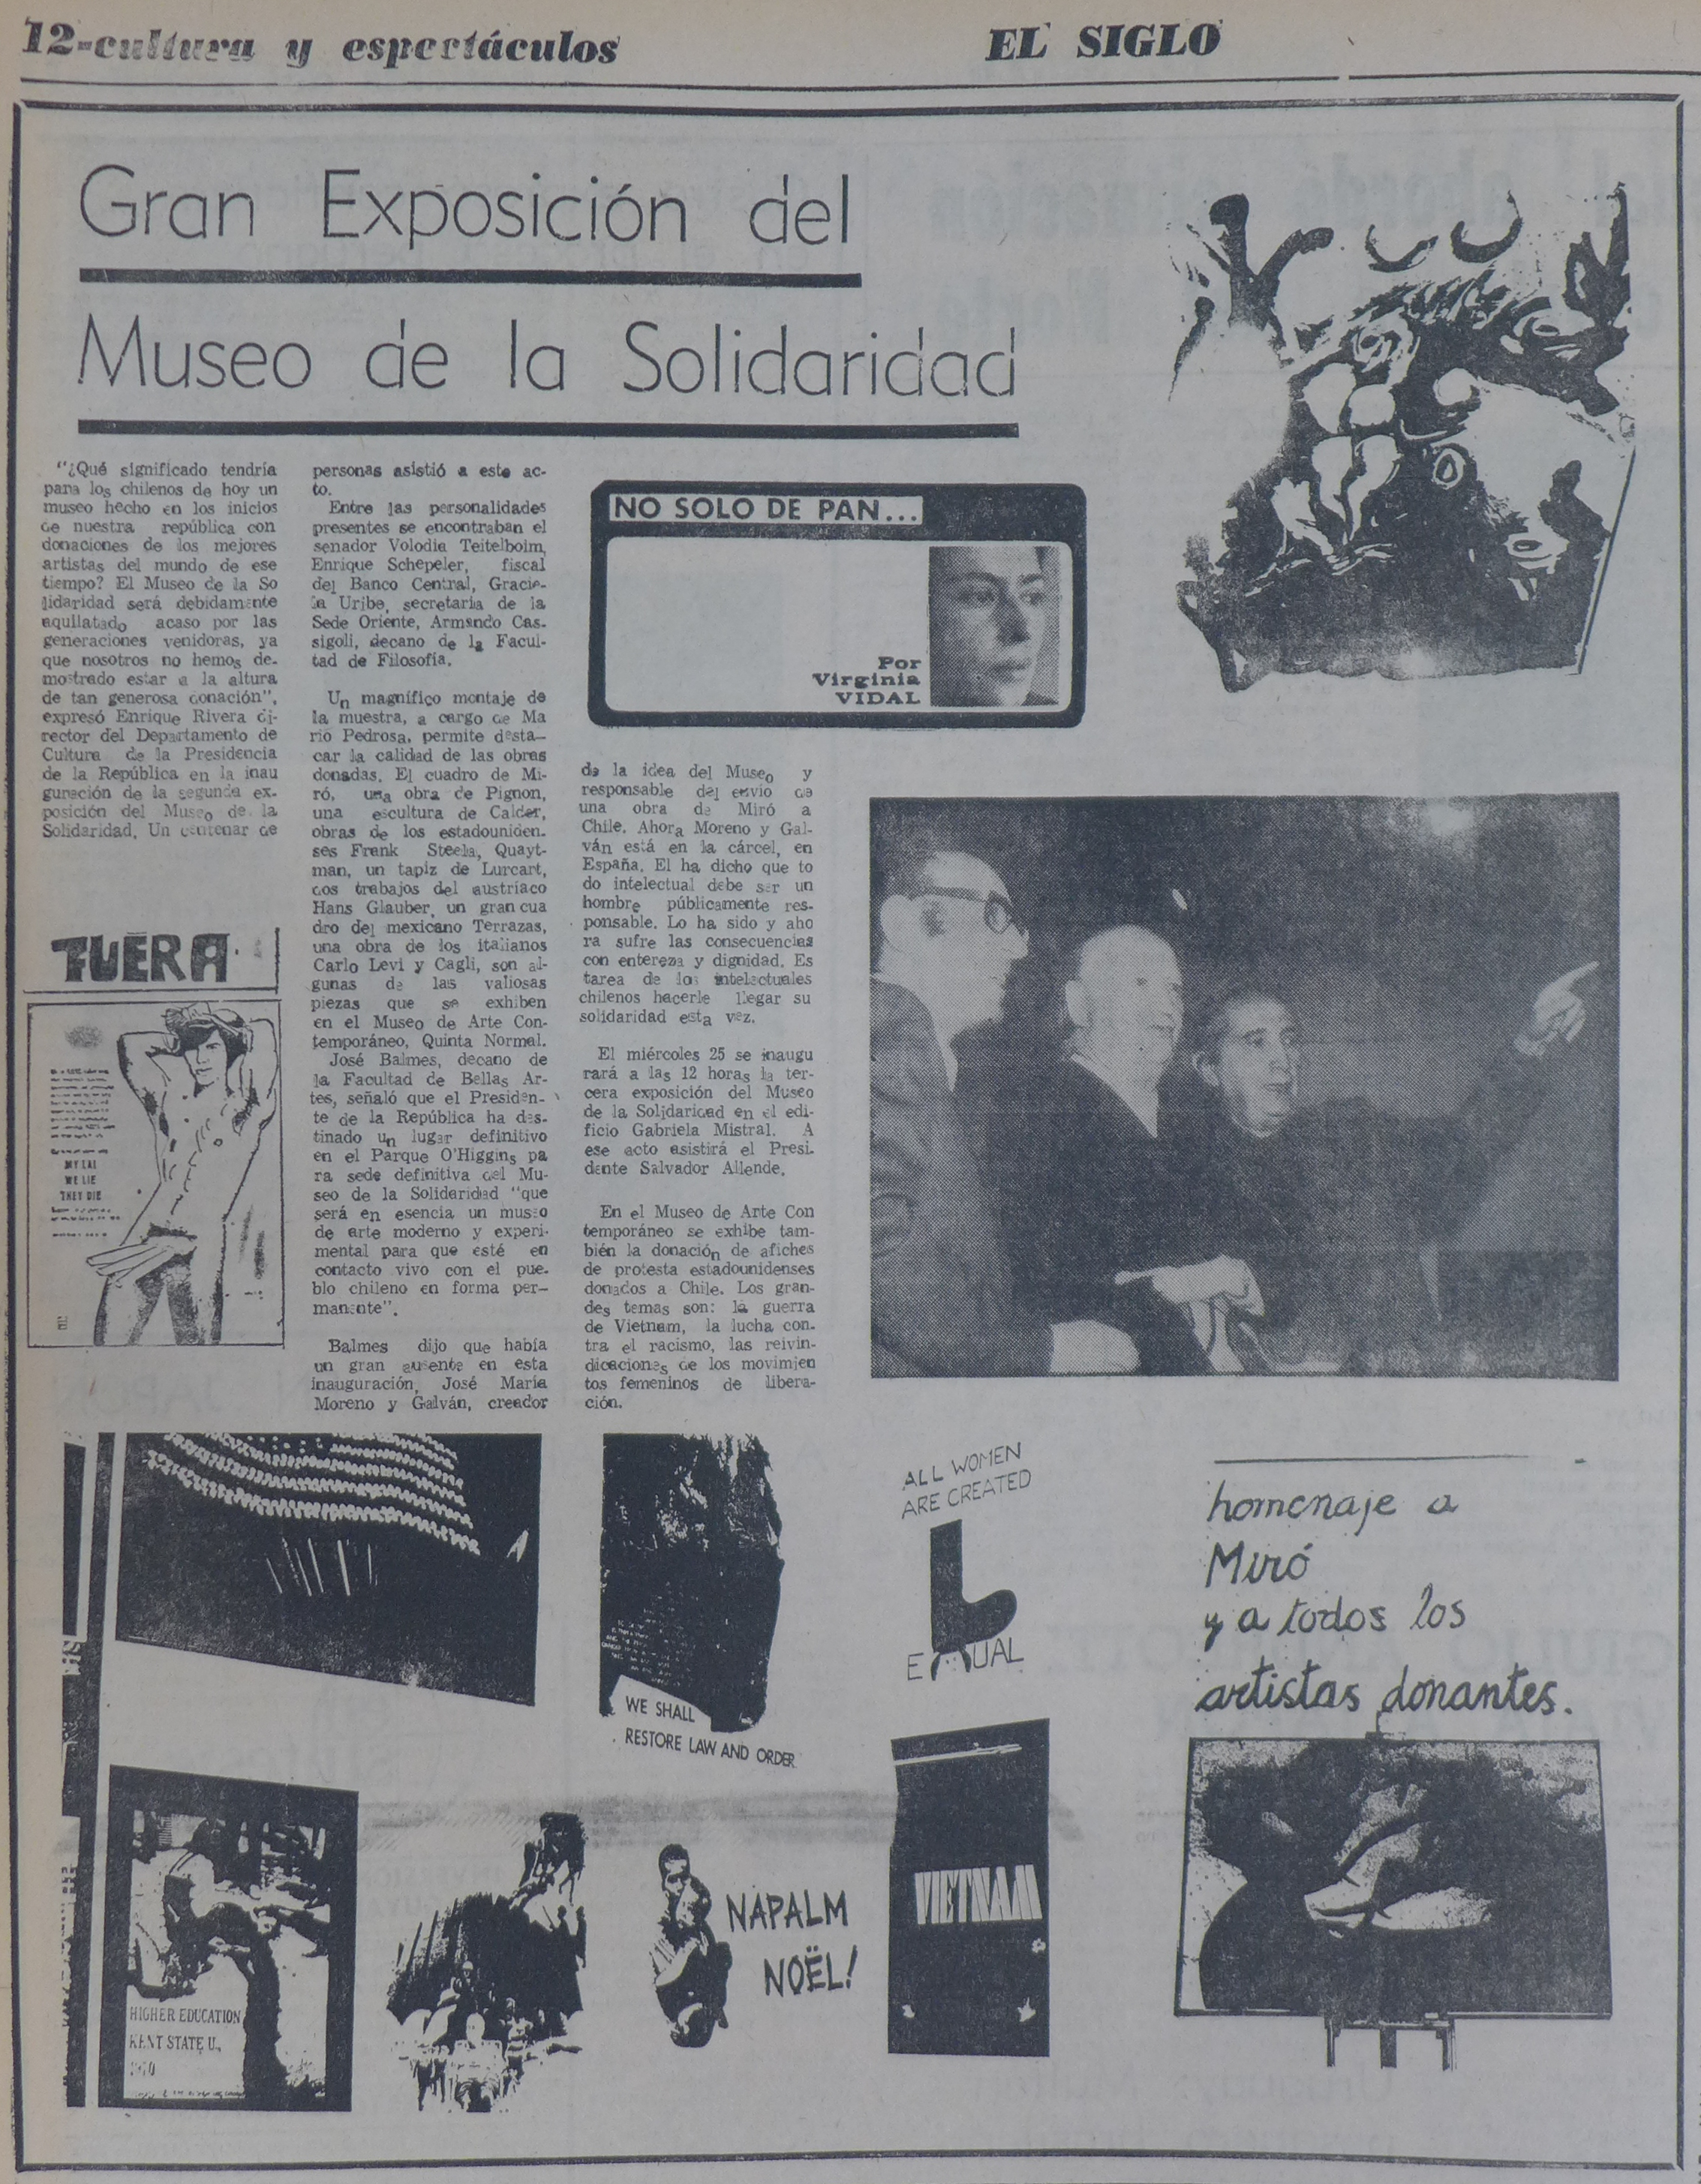 12-cultura y espectáculos
EL SIGLO
Gran Exposición del
Museo de la Solidaridad
"¿Qué significado tendría
para los chilenos de hoy un
museo hecho en los inicios
de nuestra república con
donaciones de los mejores
artistas del mundo de ese
tiempo? El Museo de la So
lidaridad será debidamente
aquilatado acaso por las
generaciones venidoras, ya
que nosotros no hemos de-
mostrado estar a la altura
de tan generosa donación",
expresó Enrique Rivera di-
rector del Departamento de
Cultura de la Presidencia
de la República en la inau
guración de la segunda ex-
posición del Museo de la
Solidaridad. Un centenar de
personas asistió a este ac-
to.
Entre las personalidades
presentes se encontraban el
senador Volodia Teitelboim,
Enrique Schepeler, fiscal
del Banco Central, Gracie-
la Uribe, secretaria de la
Sede Oriente, Armando Cas-
sigoli, decano de la Facul-
tad de Filosofía.
Un magnífico montaje de
la muestra, a cargo de Ma
rio Pedrosa, permite desta-
car la calidad de las obras
donadas. El cuadro de Mi-
ró, una obra de Pignon,
una escultura de Calder,
obras de los estadouniden-
ses Frank Steela, Quayt-
man, un tapiz de Lurcart,
dos trabajos del austríaco
Hans Glauber, un gran cua
dro del mexicano Terrazas,
una obra de los italianos
Carlo Levi y Cagli, son al-
gunas de las valiosas
piezas que se exhiben
en el Museo de Arte Con-
temporáneo, Quinta Normal.
José Balmes, decano de
la Facultad de Bellas Ar-
tes, señaló que el Presiden-
te de la República ha des-
tinado un lugar definitivo
en el Parque O'Higgins pa
ra sede definitiva del Mu-
seo de la Solidaridad "que
será en esencia un museo
de arte moderno y experi-
mental para que esté en
contacto vivo con el pue-
blo chileno en forma per-
manente".
Balmes dijo que había
un gran ausente en esta
inauguración, José María
Moreno y Galván, creador
NO SOLO DE PAN...
Por
Virginia
VIDAL
de la idea del Museo y
responsable del envío de
una obra de Miró a
Chile. Ahora Moreno y Gal-
ván está en la cárcel, en
España. El ha dicho que to
do intelectual debe ser un
hombre públicamente res-
ponsable. Lo ha sido y aho
ra sufre las consecuencias
con entereza y dignidad. Es
tarea de los intelectuales
chilenos hacerle llegar su
solidaridad esta vez.
El miércoles 25 se inaugu
rará a las 12 horas la ter-
cera exposición del Museo
de la Solidaridad en el edi-
ficio Gabriela Mistral. A
ese acto asistirá el Presi-
dente Salvador Allende.
En el Museo de Arte Con
temporáneo se exhibe tam-
bién la donación de afiches
de protesta estadounidenses
donados a Chile. Los gran-
des temas son: la guerra
de Vietnam, la lucha con-
tra el racismo, las reivin-
dicaciones de los movimien
tos femeninos de libera-
ción.
FUERA
MY LAI
WE LIE
THEY DIE
WE SHALL
RESTORE LAW AND ORDER
ALL WOMEN
ARE CREATED
EQUAL
homenaje a
Miró
y a todos los
artistas donantes.
HIGHER EDUCATION
KENT STATE U.,
1970
NAPALM
NOËL!
VIETNAM